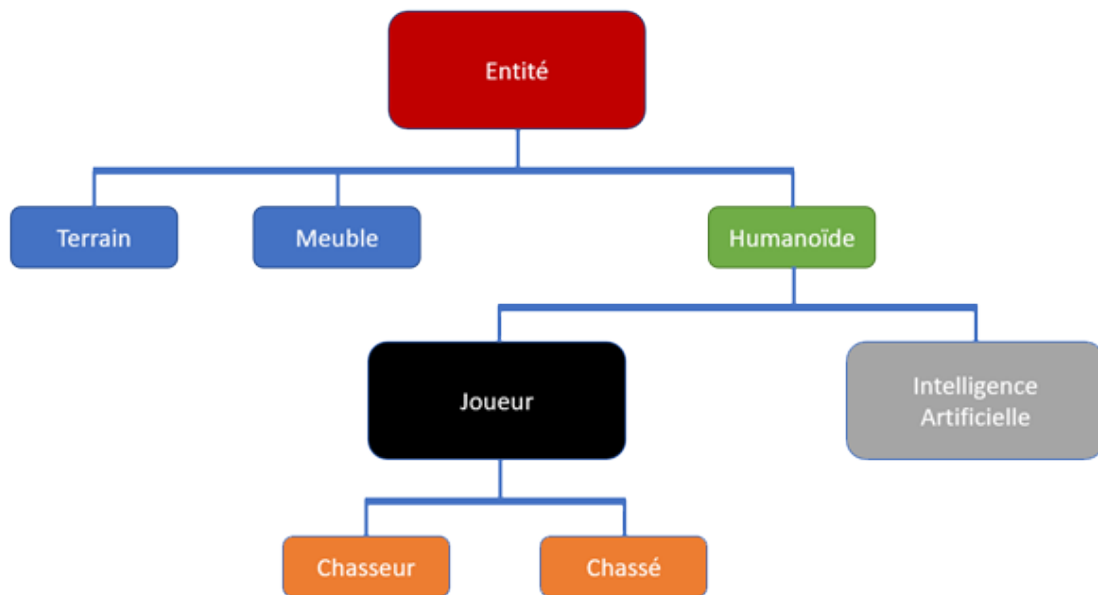 Entité
Terrain
Meuble
Humanoïde
Joueur
Intelligence
Artificielle
Chasseur
Chassé